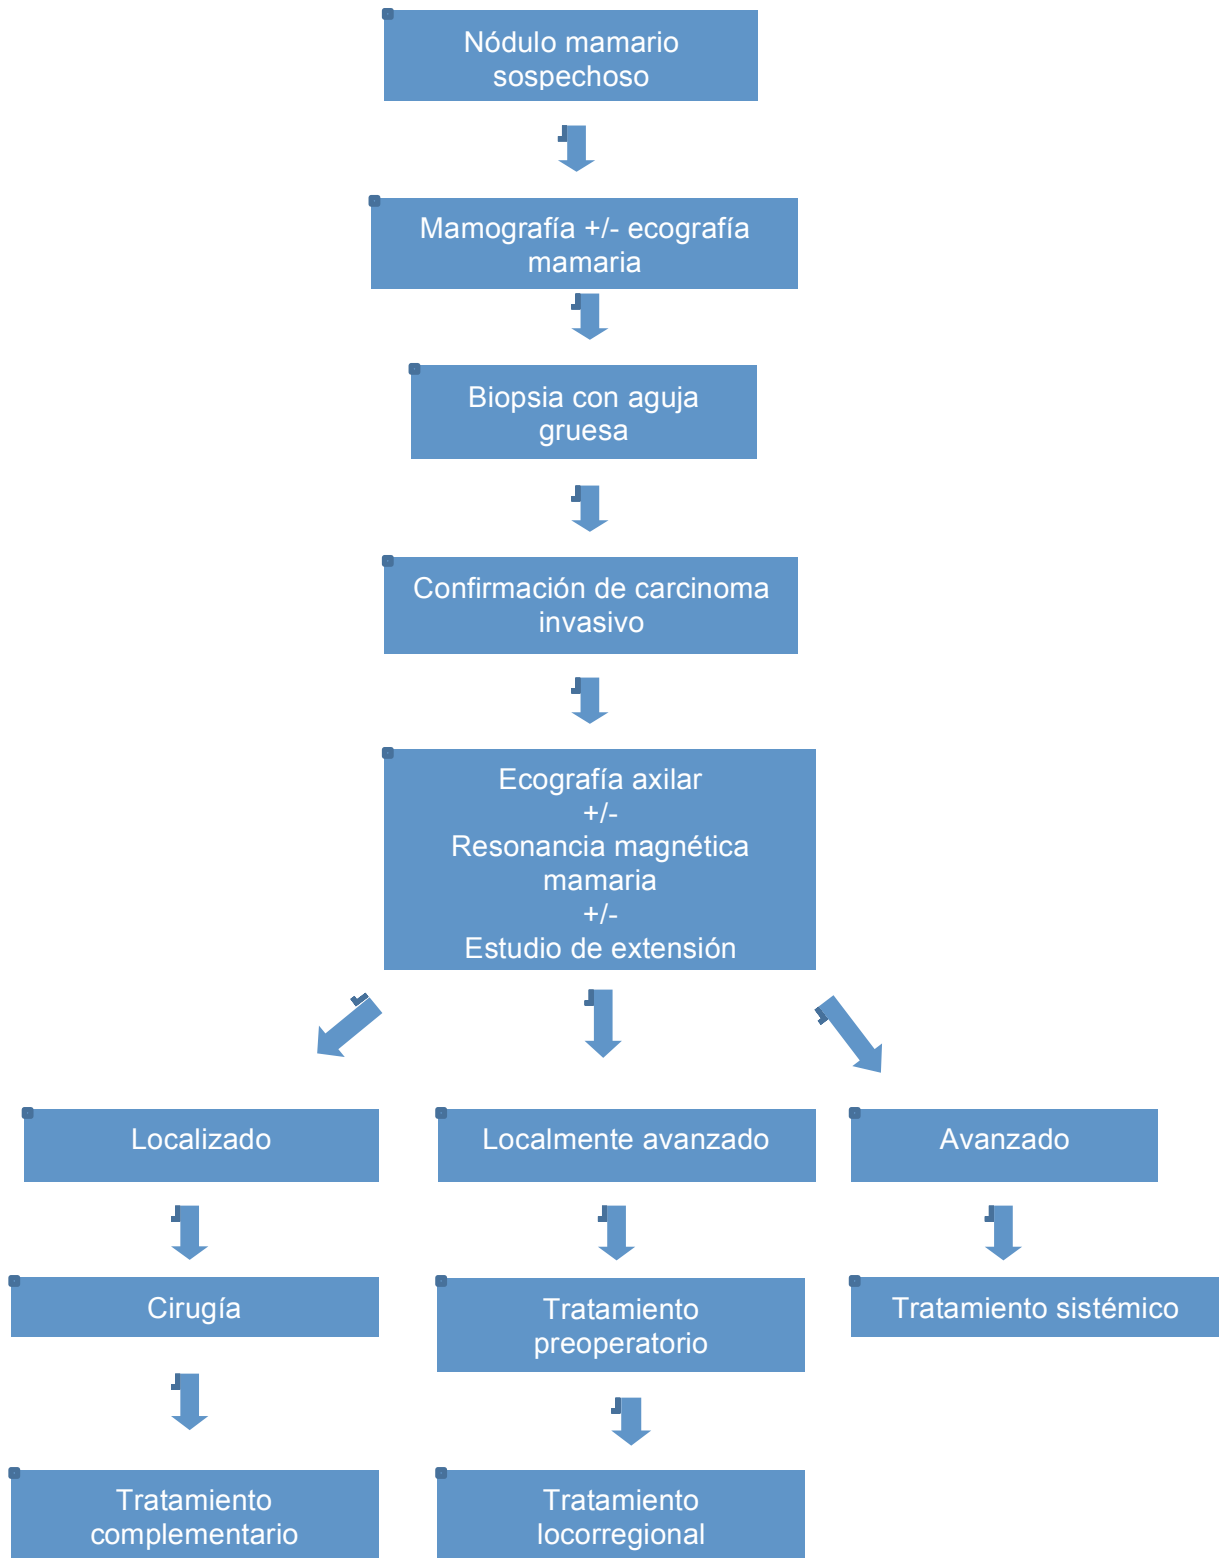 Nódulo mamario
sospechoso
Mamografía +/- ecografía
mamaria
Biopsia con aguja
gruesa
Confirmación de carcinoma
invasivo
Ecografía axilar
+/-
Resonancia magnética
mamaria
+/-
Estudio de extensión
Localizado
Localmente avanzado
Avanzado
Cirugía
Tratamiento
preoperatorio
Tratamiento sistémico
Tratamiento
complementario
Tratamiento
locorregional